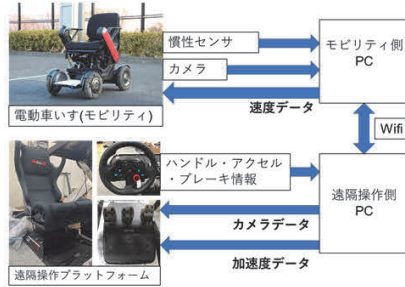 慣性センサ
カメラ
速度データ
電動車いす(モビリティ)
モビリティ側
PC
Wifi
ハンドル・アクセル
・ブレーキ情報
カメラデータ
加速度データ
遠隔操作側
PC
遠隔操作プラットフォーム